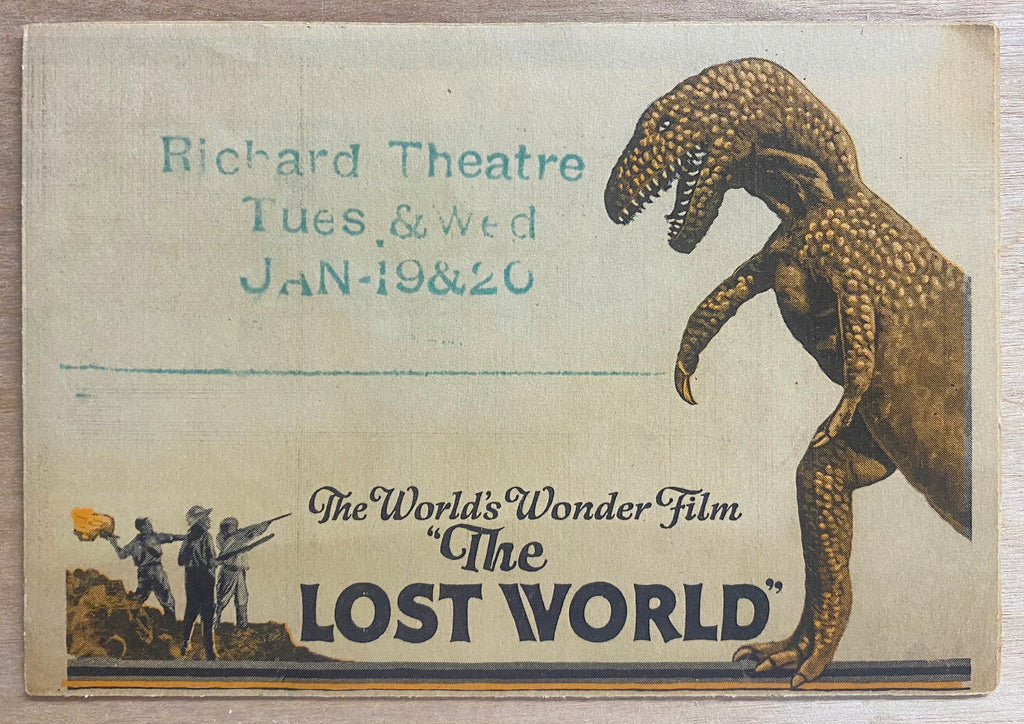 Richard Theatre
Tues. & Wed
JAN-19&20
The World's Wonder Film
"The
LOST WORLD"